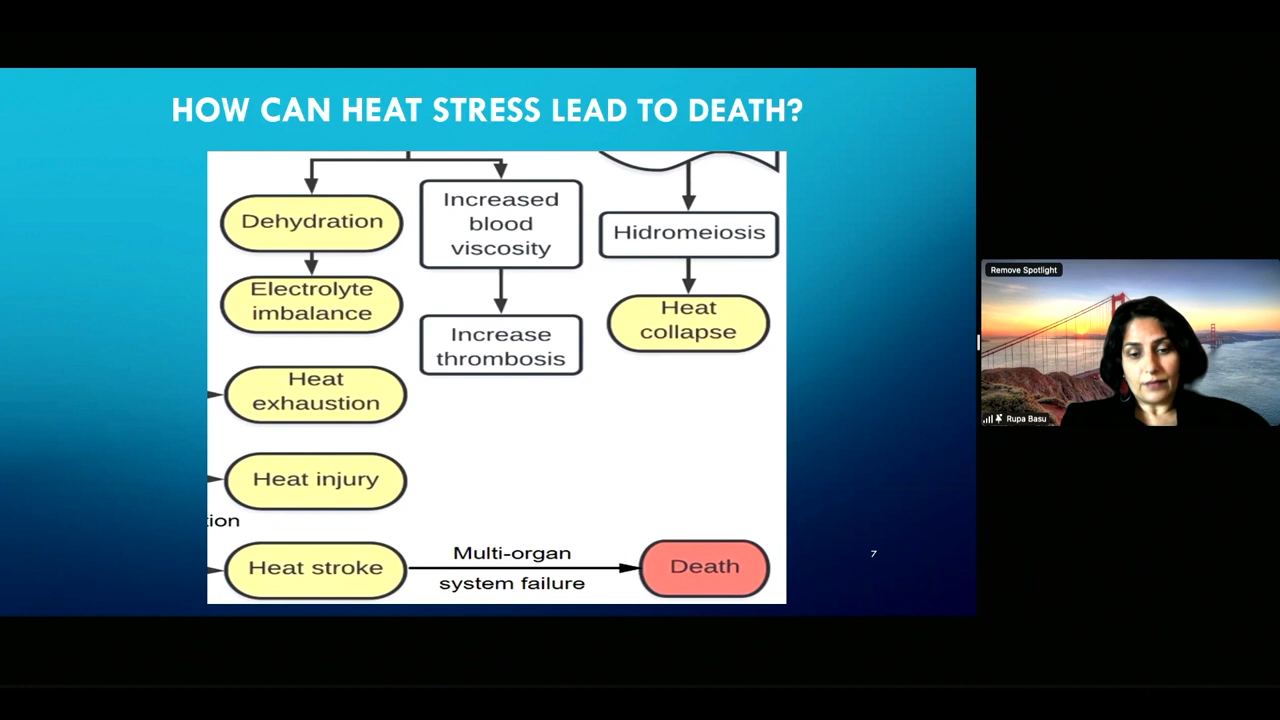 HOW CAN HEAT STRESS LEAD TO DEATH?
Dehydration
Electrolyte
imbalance
Increased
blood
viscosity
Increase
thrombosis
Hidromeiosis
Heat
collapse
Heat
exhaustion
Heat injury
tion
Heat stroke
Multi-organ
system failure
Death
7
Remove Spotlight
Rupa Basu